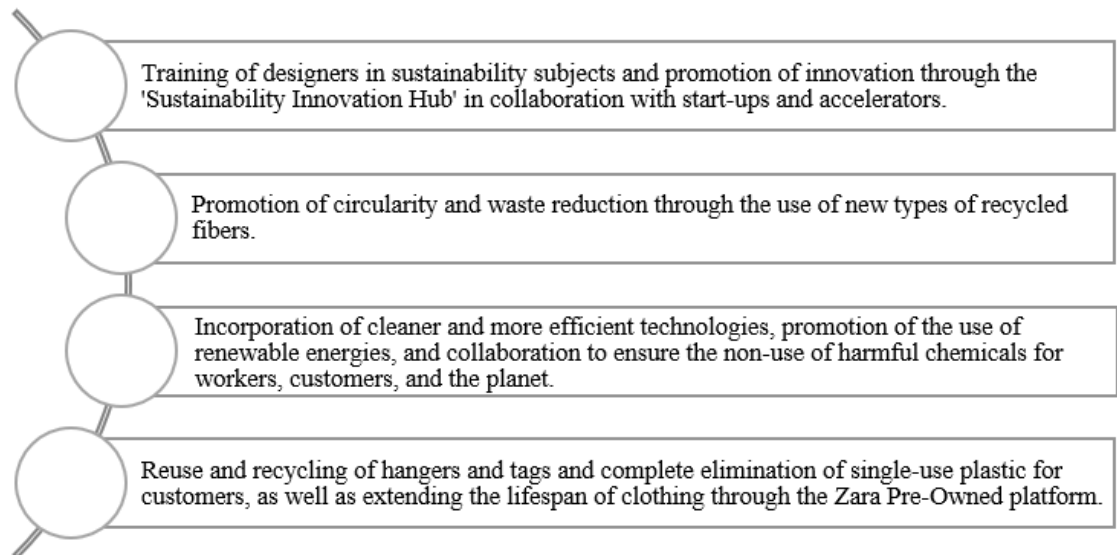 Training of designers in sustainability subjects and promotion of innovation through the
'Sustainability Innovation Hub' in collaboration with start-ups and accelerators.
Promotion of circularity and waste reduction through the use of new types of recycled
fibers.
Incorporation of cleaner and more efficient technologies, promotion of the use of
renewable energies, and collaboration to ensure the non-use of harmful chemicals for
workers, customers, and the planet.
Reuse and recycling of hangers and tags and complete elimination of single-use plastic for
customers, as well as extending the lifespan of clothing through the Zara Pre-Owned platform.